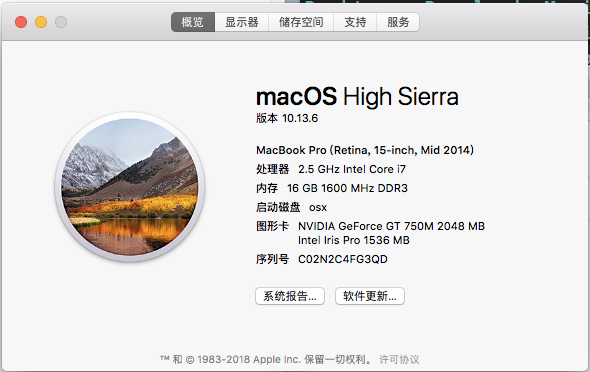 概览 显示器 储存空间 支持 服务
macOS High Sierra
版本 10.13.6
MacBook Pro (Retina, 15-inch, Mid 2014)
处理器 2.5 GHz Intel Core i7
内存 16 GB 1600 MHz DDR3
启动磁盘 osx
图形卡 NVIDIA GeForce GT 750M 2048 MB
Intel Iris Pro 1536 MB
序列号 C02N2C4FG3QD
系统报告... 软件更新...
™ 和 © 1983-2018 Apple Inc. 保留一切权利。 许可协议